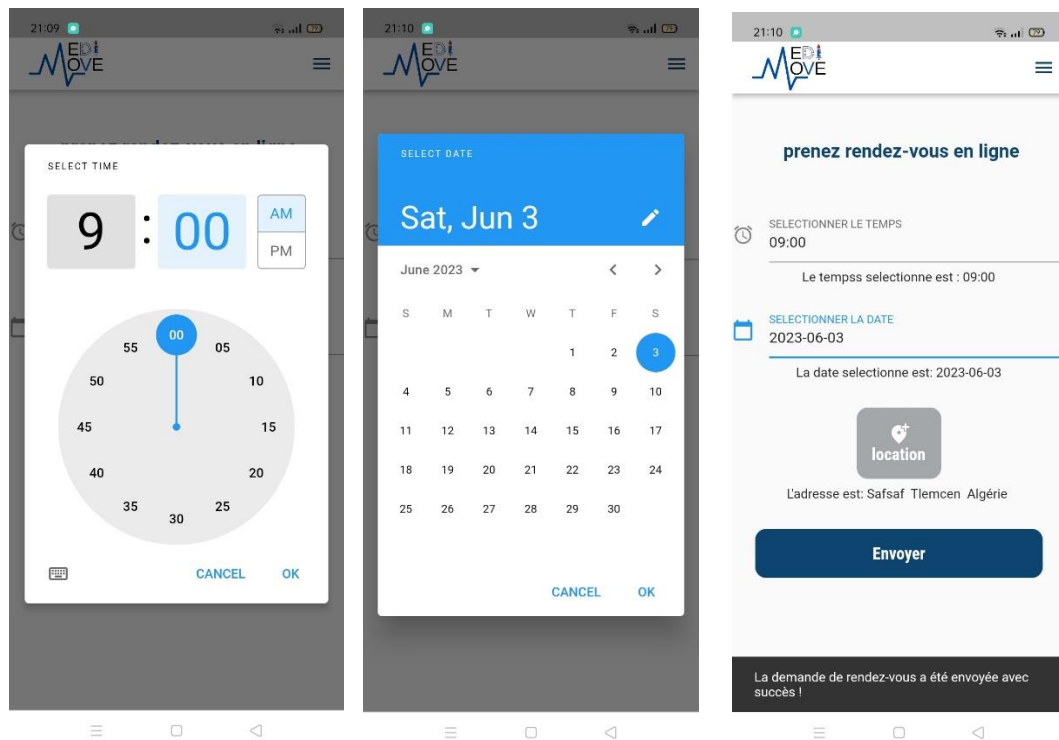 21:09
EDi
MOVE
SELECT TIME
9 : 00
AM
PM
00
05
10
15
20
25
30
35
40
45
50
55
CANCEL OK
21:10
EDi
MOVE
SELECT DATE
Sat, Jun 3
June 2023
S M T W T F S
1 2 3
4 5 6 7 8 9 10
11 12 13 14 15 16 17
18 19 20 21 22 23 24
25 26 27 28 29 30
CANCEL OK
21:10
EDi
MOVE
prenez rendez-vous en ligne
SELECTIONNER LE TEMPS
09:00
Le tempss selectionne est : 09:00
SELECTIONNER LA DATE
2023-06-03
La date selectionne est: 2023-06-03
location
L'adresse est: Safsaf Tlemcen Algérie
Envoyer
La demande de rendez-vous a été envoyée avec
succès !